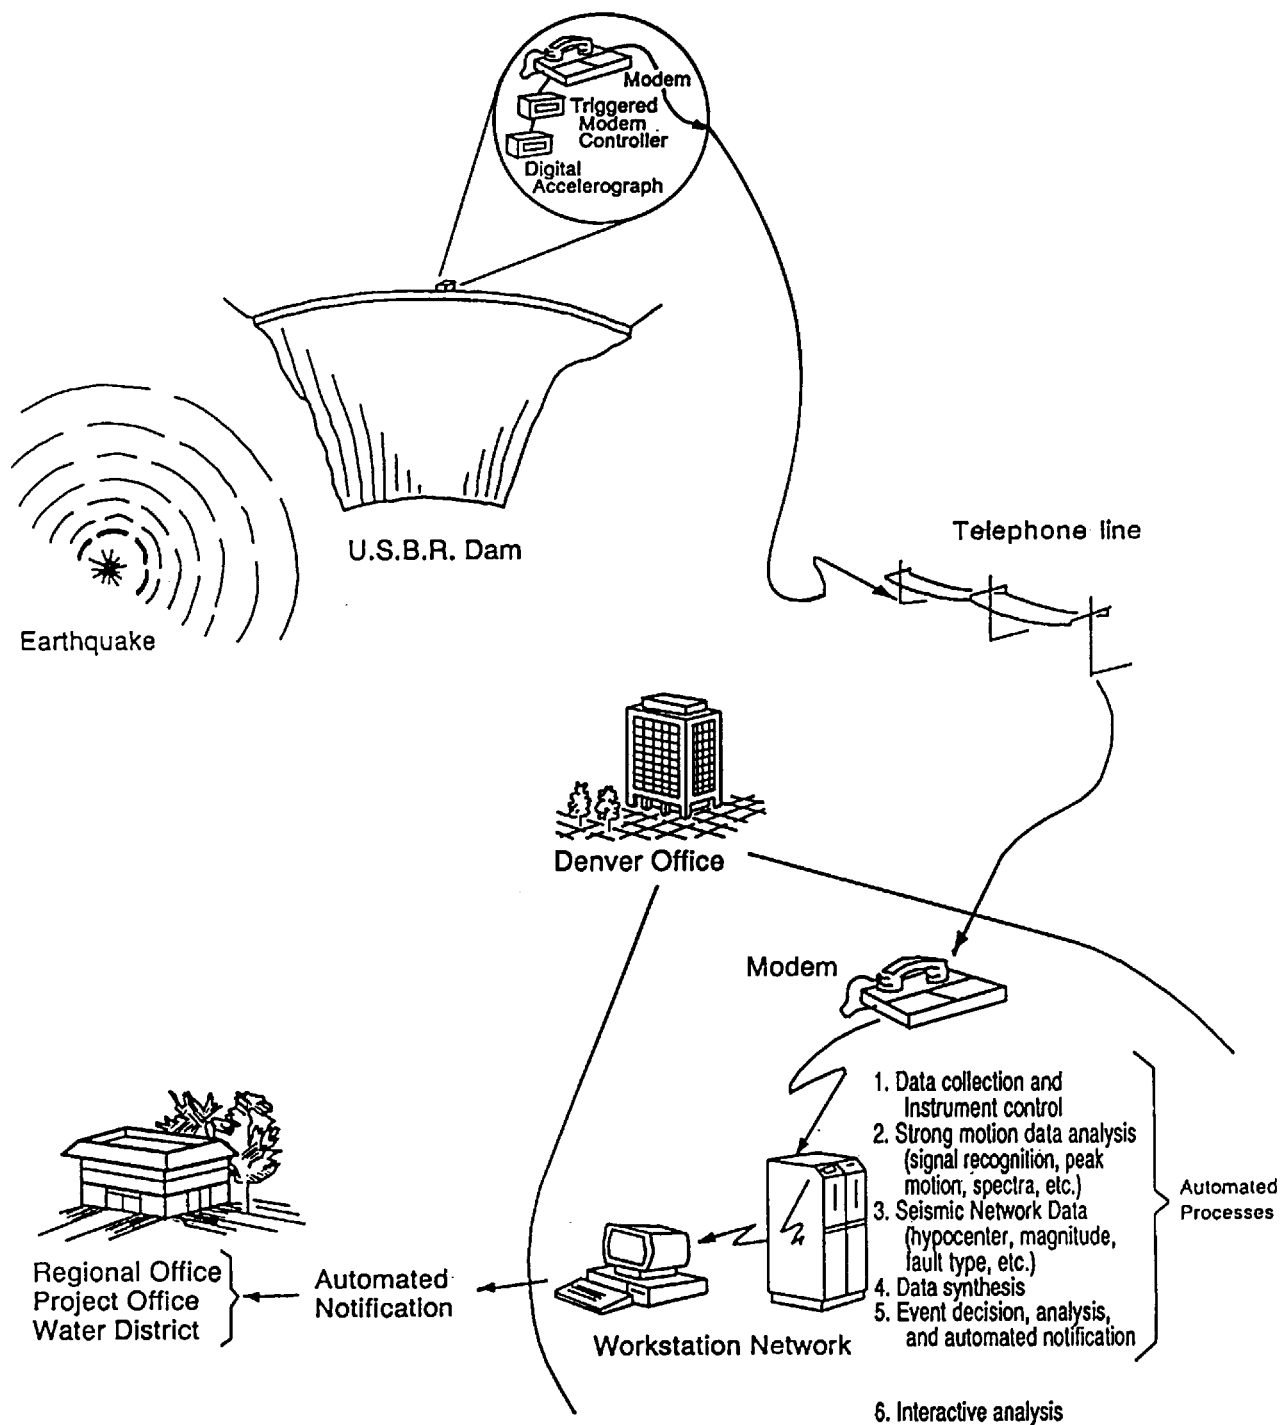 Modem
Triggered
Modem
Controller
Digital
Accelerograph
U.S.B.R. Dam
Telephone line
Earthquake
Denver Office
Modem
1. Data collection and
Instrument control
2. Strong motion data analysis
(signal recognition, peak
motion, spectra, etc.)
3. Seismic Network Data
(hypocenter, magnitude,
fault type, etc.)
4. Data synthesis
5. Event decision, analysis,
and automated notification
Automated
Processes
Regional Office
Project Office
Water District
Automated
Notification
Workstation Network
6. Interactive analysis